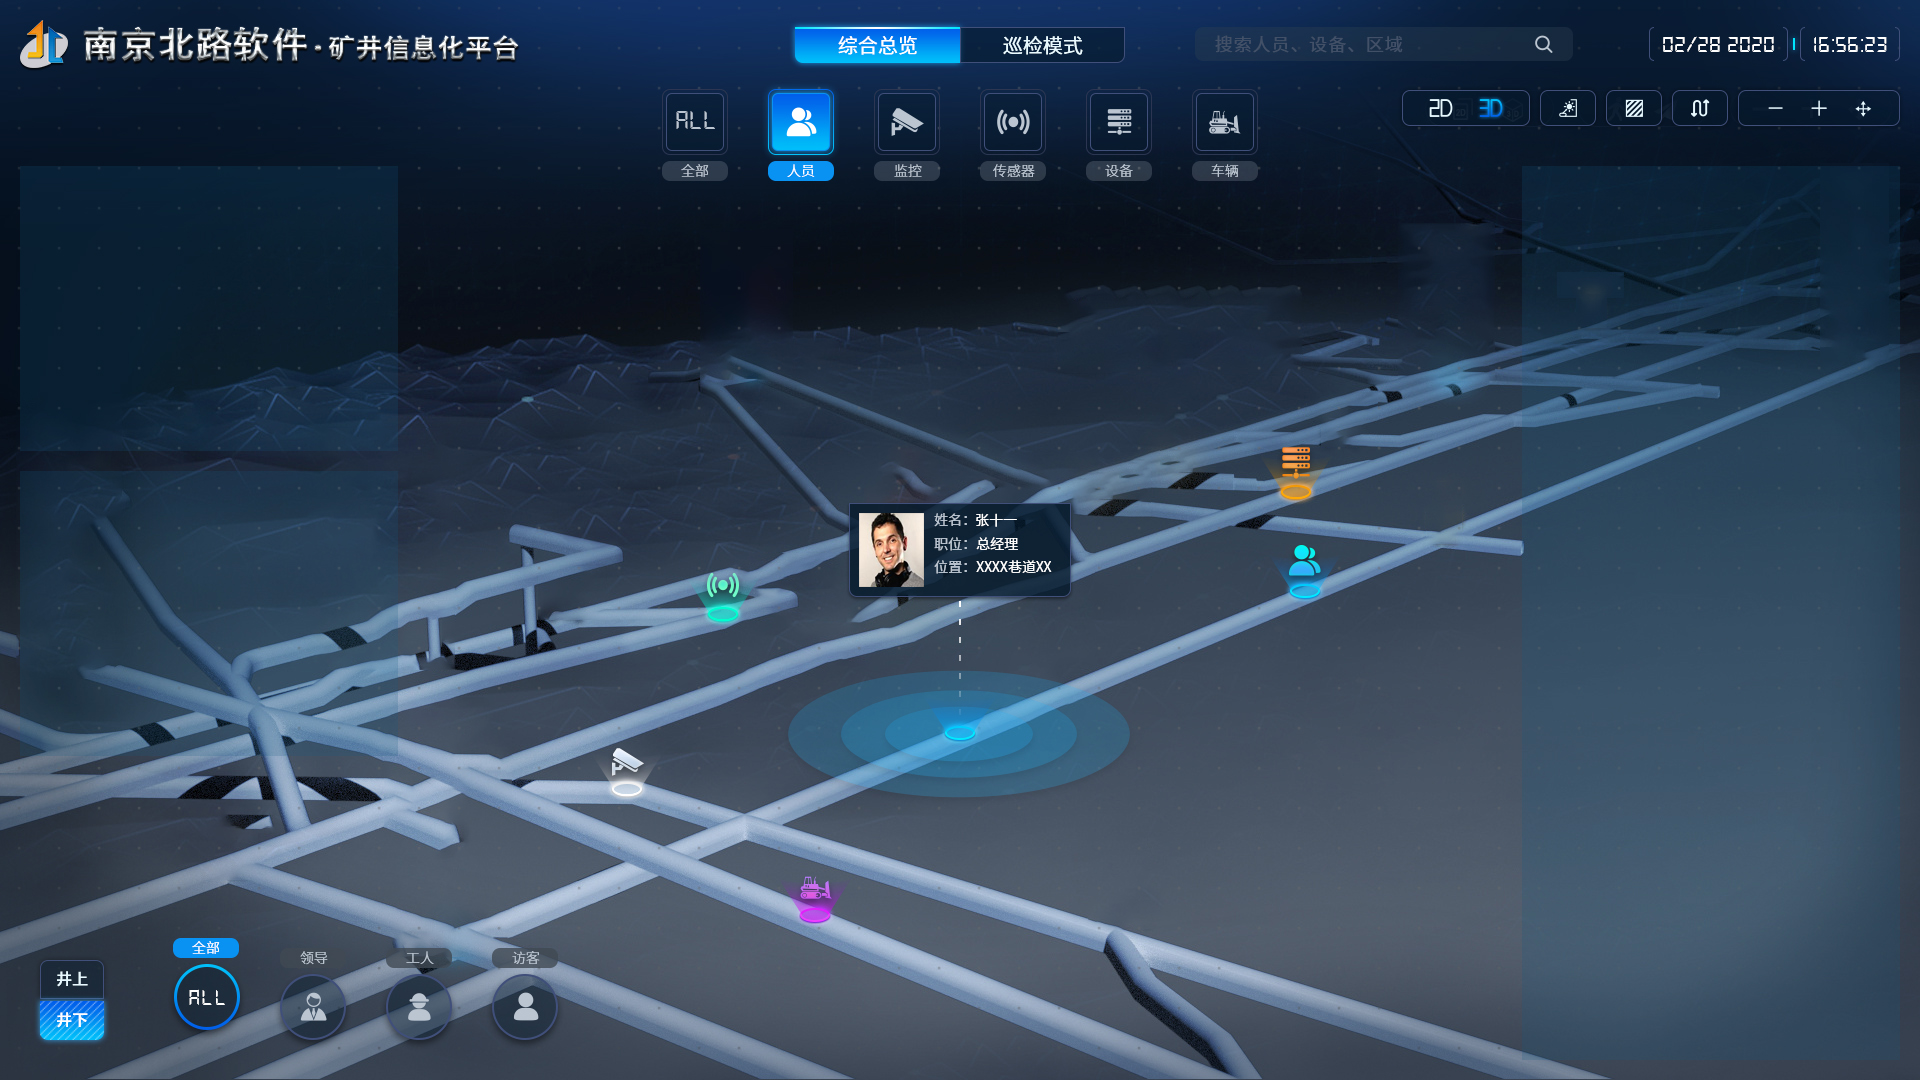 南京北路软件·矿井信息化平台
综合总览
巡检模式
搜索人员、设备、区域
02/28 2020
16:56:23
2D 3D
ALL
全部
人员
监控
传感器
设备
车辆
姓名：张十一
职位：总经理
位置：XXXX巷道XX
井上
井下
全部
ALL
领导
工人
访客